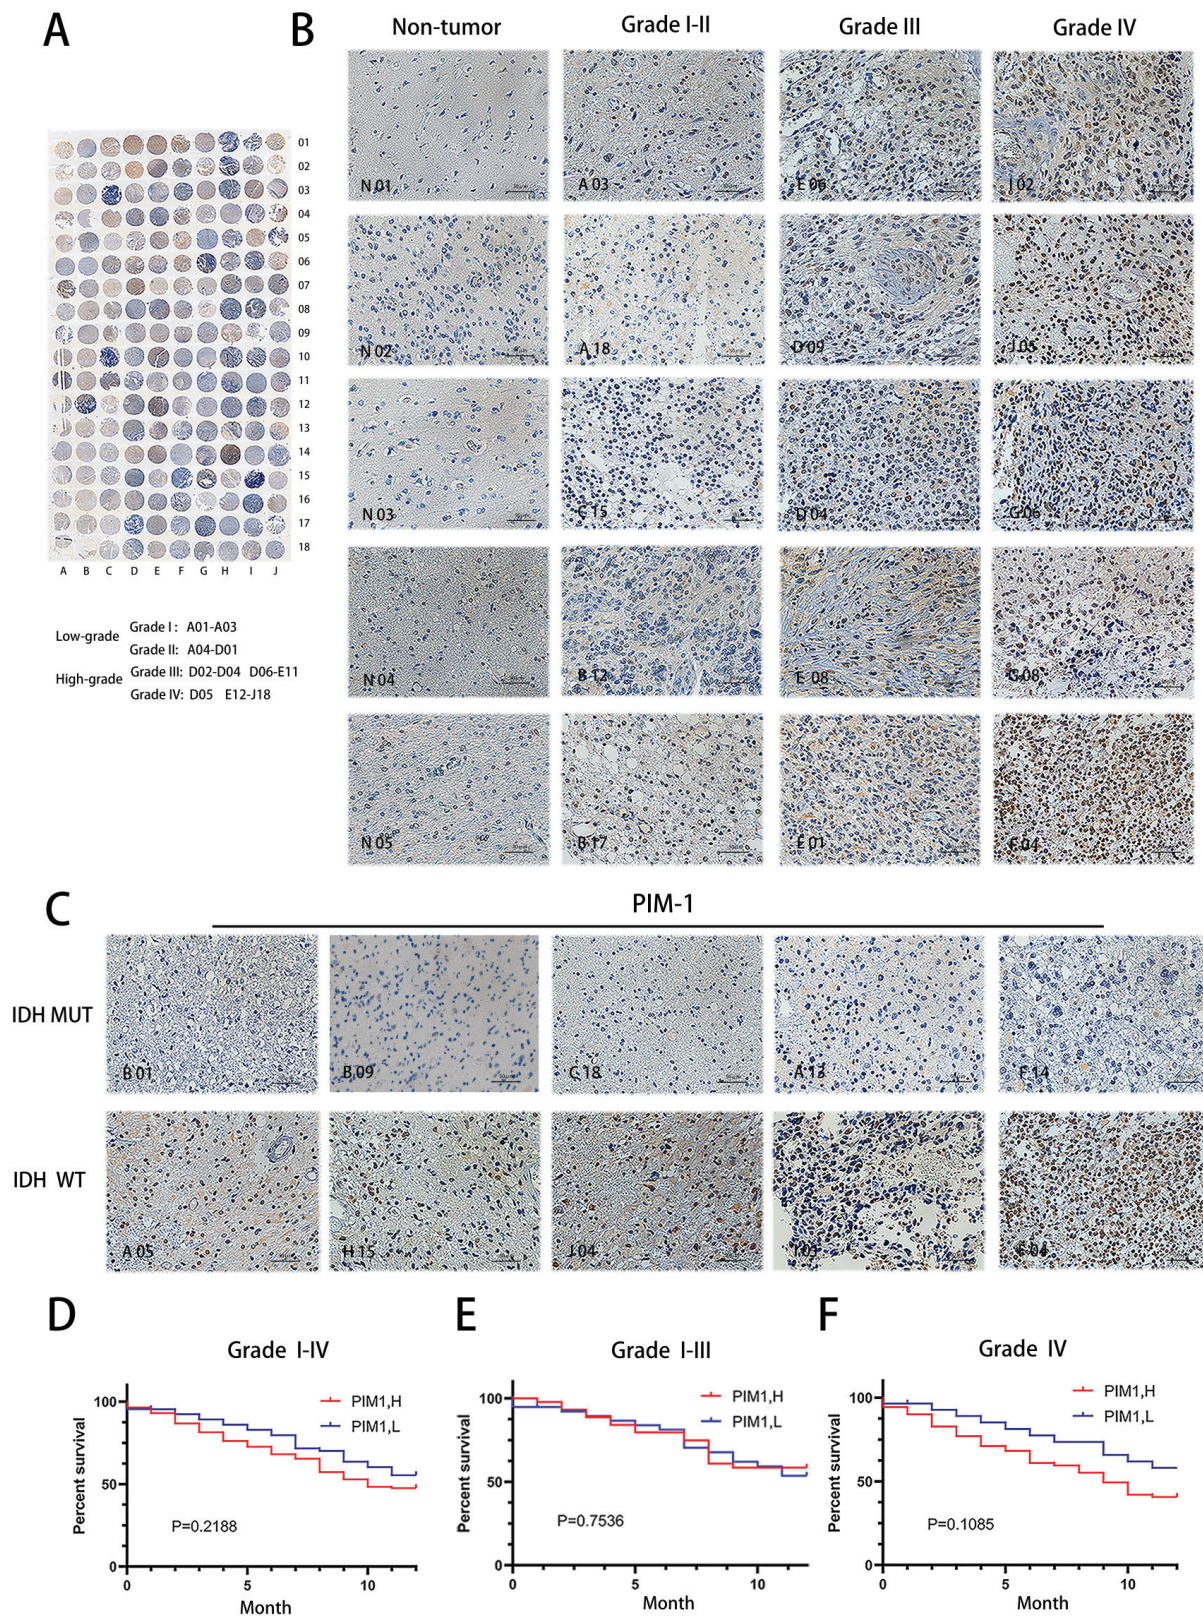 A
01
02
03
04
05
06
07
08
09
10
11
12
13
14
15
16
17
18
A B C D E F G H I J
Low-grade
Grade I : A01-A03
Grade II: A04-D01
High-grade
Grade III: D02-D04 D06-E11
Grade IV: D05 E12-J18
B
Non-tumor Grade I-II Grade III Grade IV
N 01 A 03 E 06 J 02
N 02 A 18 D 09 J 05
N 03 C 15 D 04 G 06
N 04 B 12 E 08 G 08
N 05 B 17 E 01 F 04
C
PIM-1
IDH MUT
B 01 B 09 C 18 A 13 F 14
IDH WT
A 05 H 15 J 04 I 01 F 04
D
Grade I-IV
PIM1,H
PIM1,L
Percent survival
100
50
0
P=0.2188
0 5 10
Month
E
Grade I-III
PIM1,H
PIM1,L
Percent survival
100
50
0
P=0.7536
0 5 10
Month
F
Grade IV
PIM1,H
PIM1,L
Percent survival
100
50
0
P=0.1085
0 5 10
Month